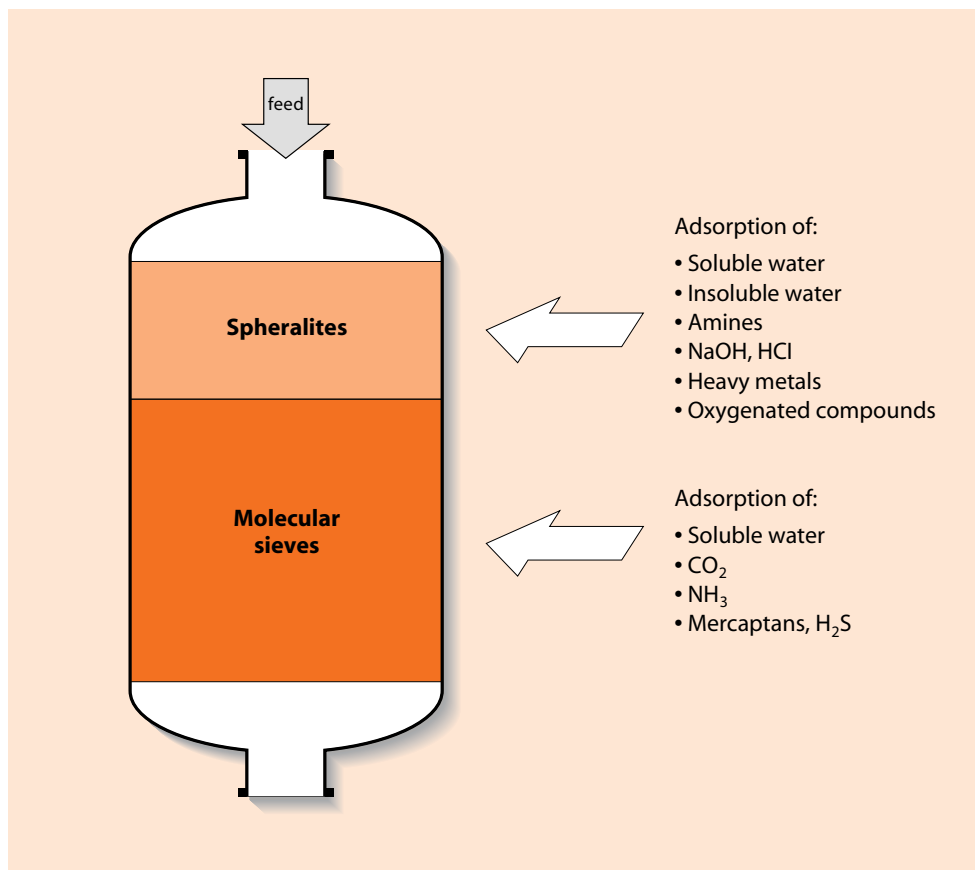 feed
Spheralites
Adsorption of:
• Soluble water
• Insoluble water
• Amines
• NaOH, HCl
• Heavy metals
• Oxygenated compounds
Molecular
sieves
Adsorption of:
• Soluble water
• CO₂
• NH₃
• Mercaptans, H₂S